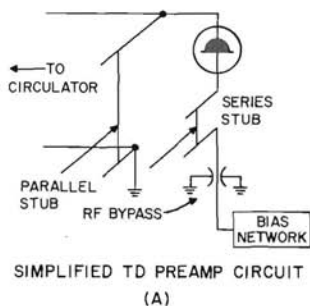 TO
CIRCULATOR
SERIES
STUB
PARALLEL
STUB
RF BYPASS
BIAS
NETWORK
SIMPLIFIED TD PREAMP CIRCUIT
(A)